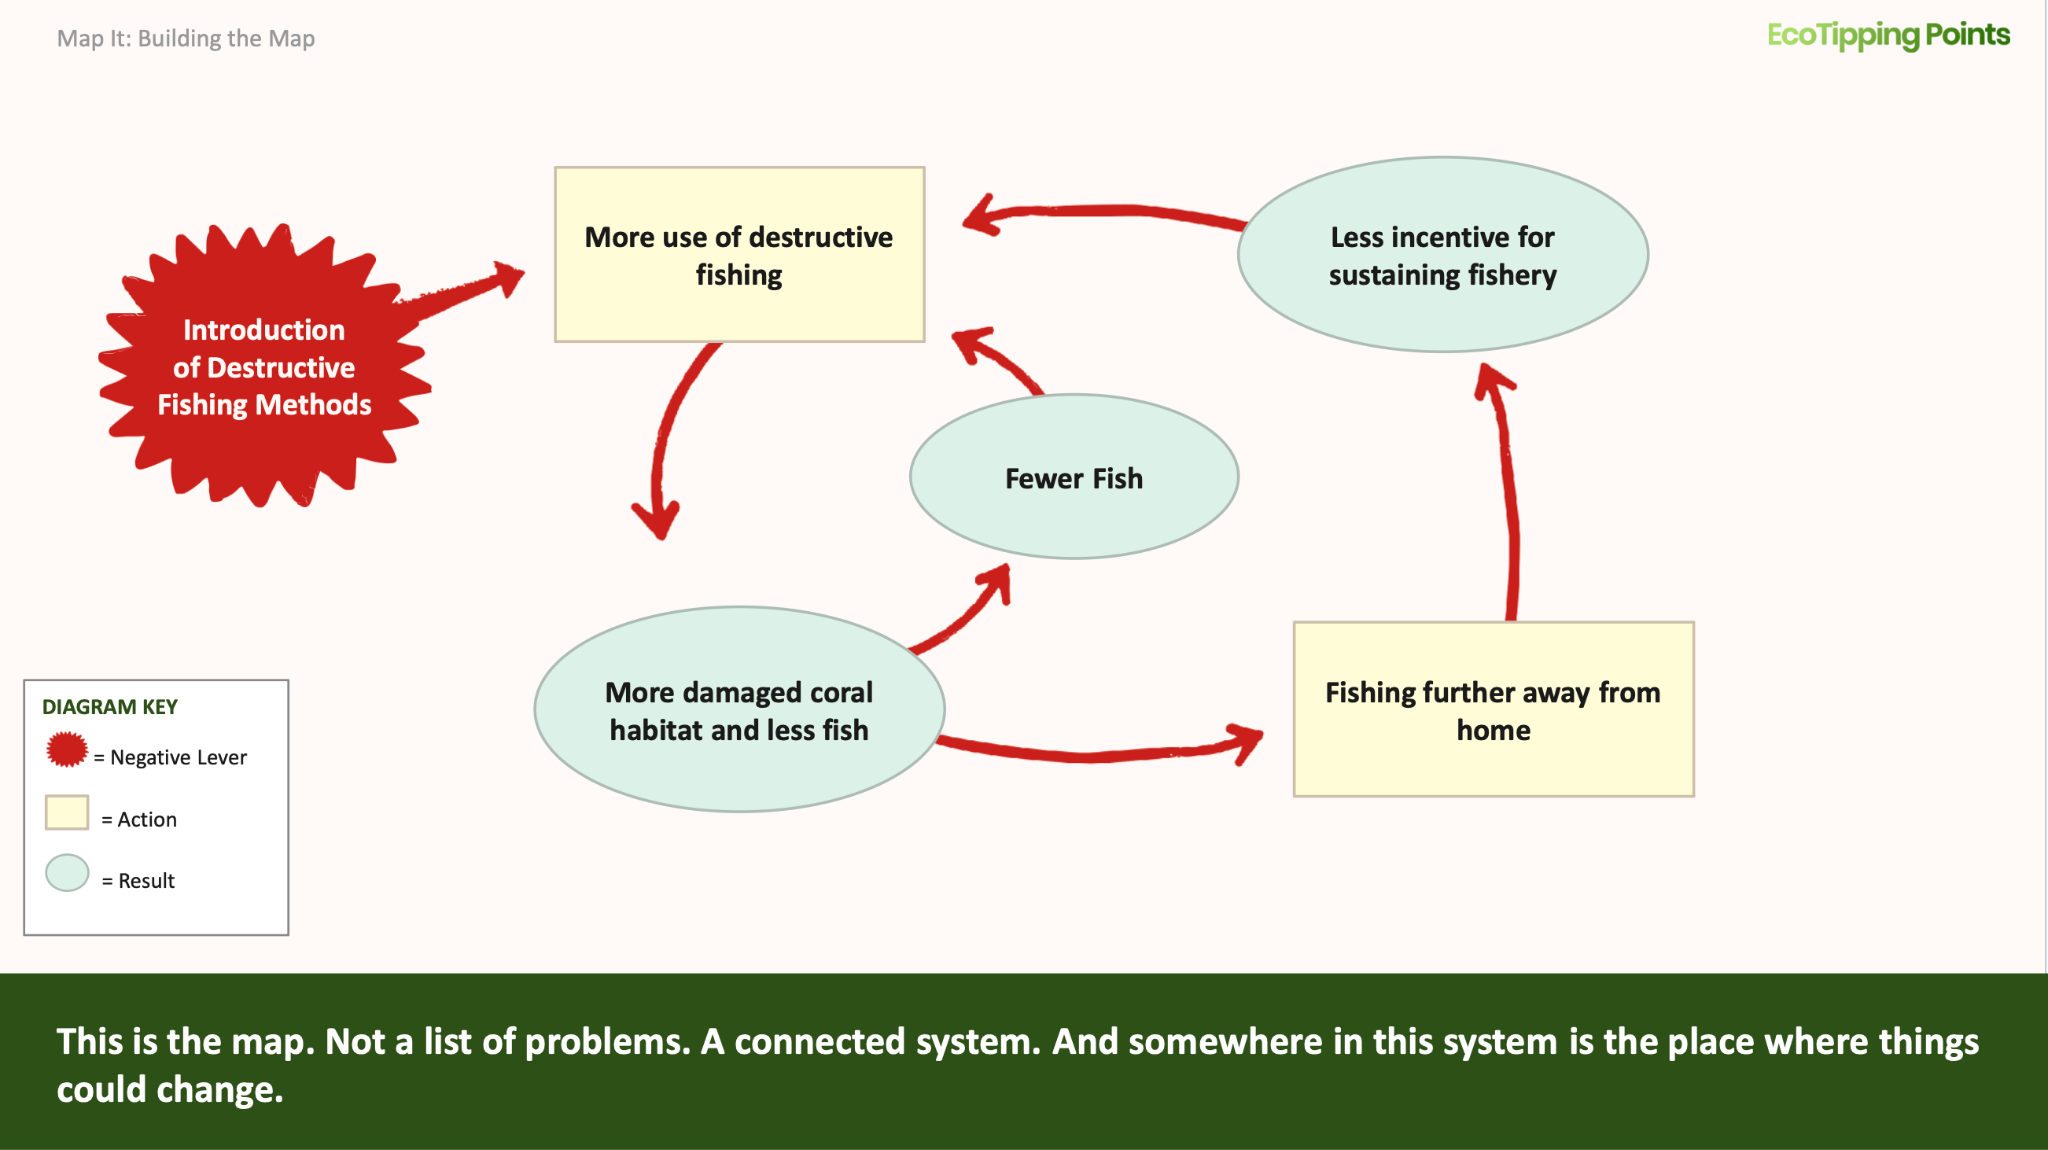 Map It: Building the Map
EcoTipping Points
More use of destructive
fishing
Less incentive for
sustaining fishery
Introduction
of Destructive
Fishing Methods
Fewer Fish
More damaged coral
habitat and less fish
Fishing further away from
home
DIAGRAM KEY
= Negative Lever
= Action
= Result
This is the map. Not a list of problems. A connected system. And somewhere in this system is the place where things
could change.